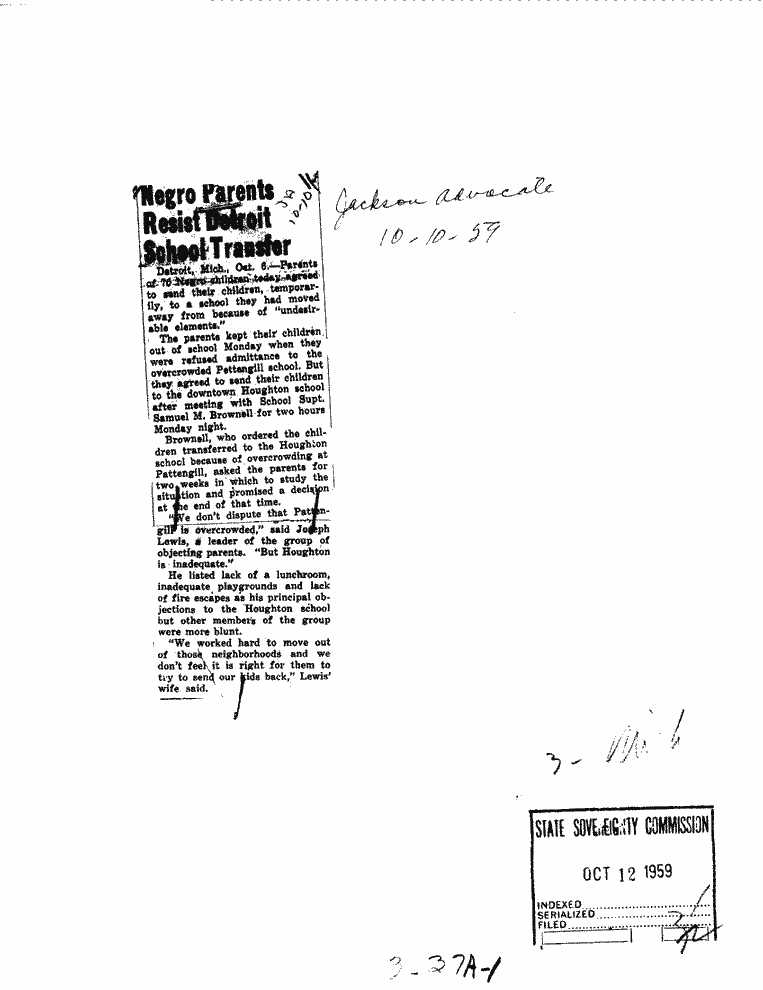 Negro Parents
Resist Detroit
School Transfer
Jackson Advocate
10-10-59
Detroit, Mich., Oct. 6.—Parents
of 70 Negro children today agreed
to send their children, temporar-
ily, to a school they had moved
away from because of "undesir-
able elements."
The parents kept their children
out of school Monday when they
were refused admittance to the
overcrowded Pattengill school. But
they agreed to send their children
to the downtown Houghton school
after meeting with School Supt.
Samuel M. Brownell for two hours
Monday night.
Brownell, who ordered the chil-
dren transferred to the Houghton
school because of overcrowding at
Pattengill, asked the parents for
two weeks in which to study the
situation and promised a decision
at the end of that time.
"We don't dispute that Patten-
gill is overcrowded," said Joseph
Lewis, a leader of the group of
objecting parents. "But Houghton
is inadequate."
He listed lack of a lunchroom,
inadequate playgrounds and lack
of fire escapes as his principal ob-
jections to the Houghton school
but other members of the group
were more blunt.
"We worked hard to move out
of those neighborhoods and we
don't feel it is right for them to
try to send our kids back," Lewis'
wife said.
3- Mich
STATE SOVEREIGNTY COMMISSION
OCT 12 1959
INDEXED
SERIALIZED
FILED
3-37A-1